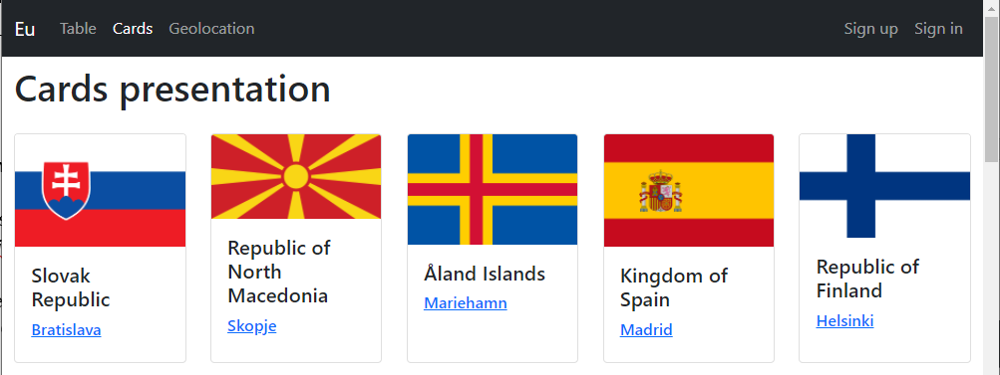 Eu Table Cards Geolocation Sign up Sign in
Cards presentation
Slovak
Republic
Bratislava
Republic of
North
Macedonia
Skopje
Åland Islands
Mariehamn
Kingdom of
Spain
Madrid
Republic of
Finland
Helsinki